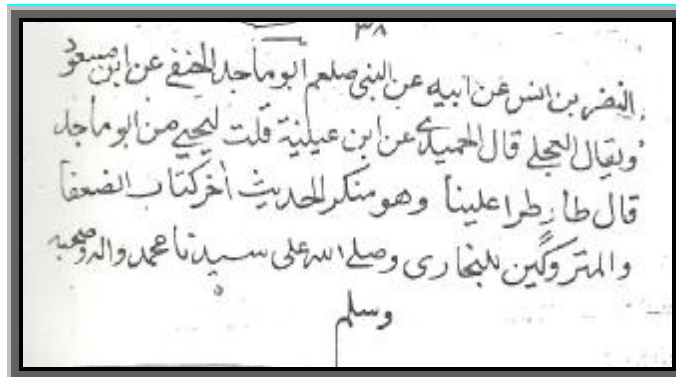 ٣٨
النضر بن انس عن ابيه عن النبي صلعم ابو ماجد الحنفي عن ابن مسعود
ويقال العجلي قال الحميدي عن ابن عيينة قلت ليحيى من ابو ماجد
قال طار طرا علينا وهو منكر الحديث اخر كتاب الضعفا
والمتروكين للبخاري وصلى الله على سيدنا محمد واله وصحبه
وسلم